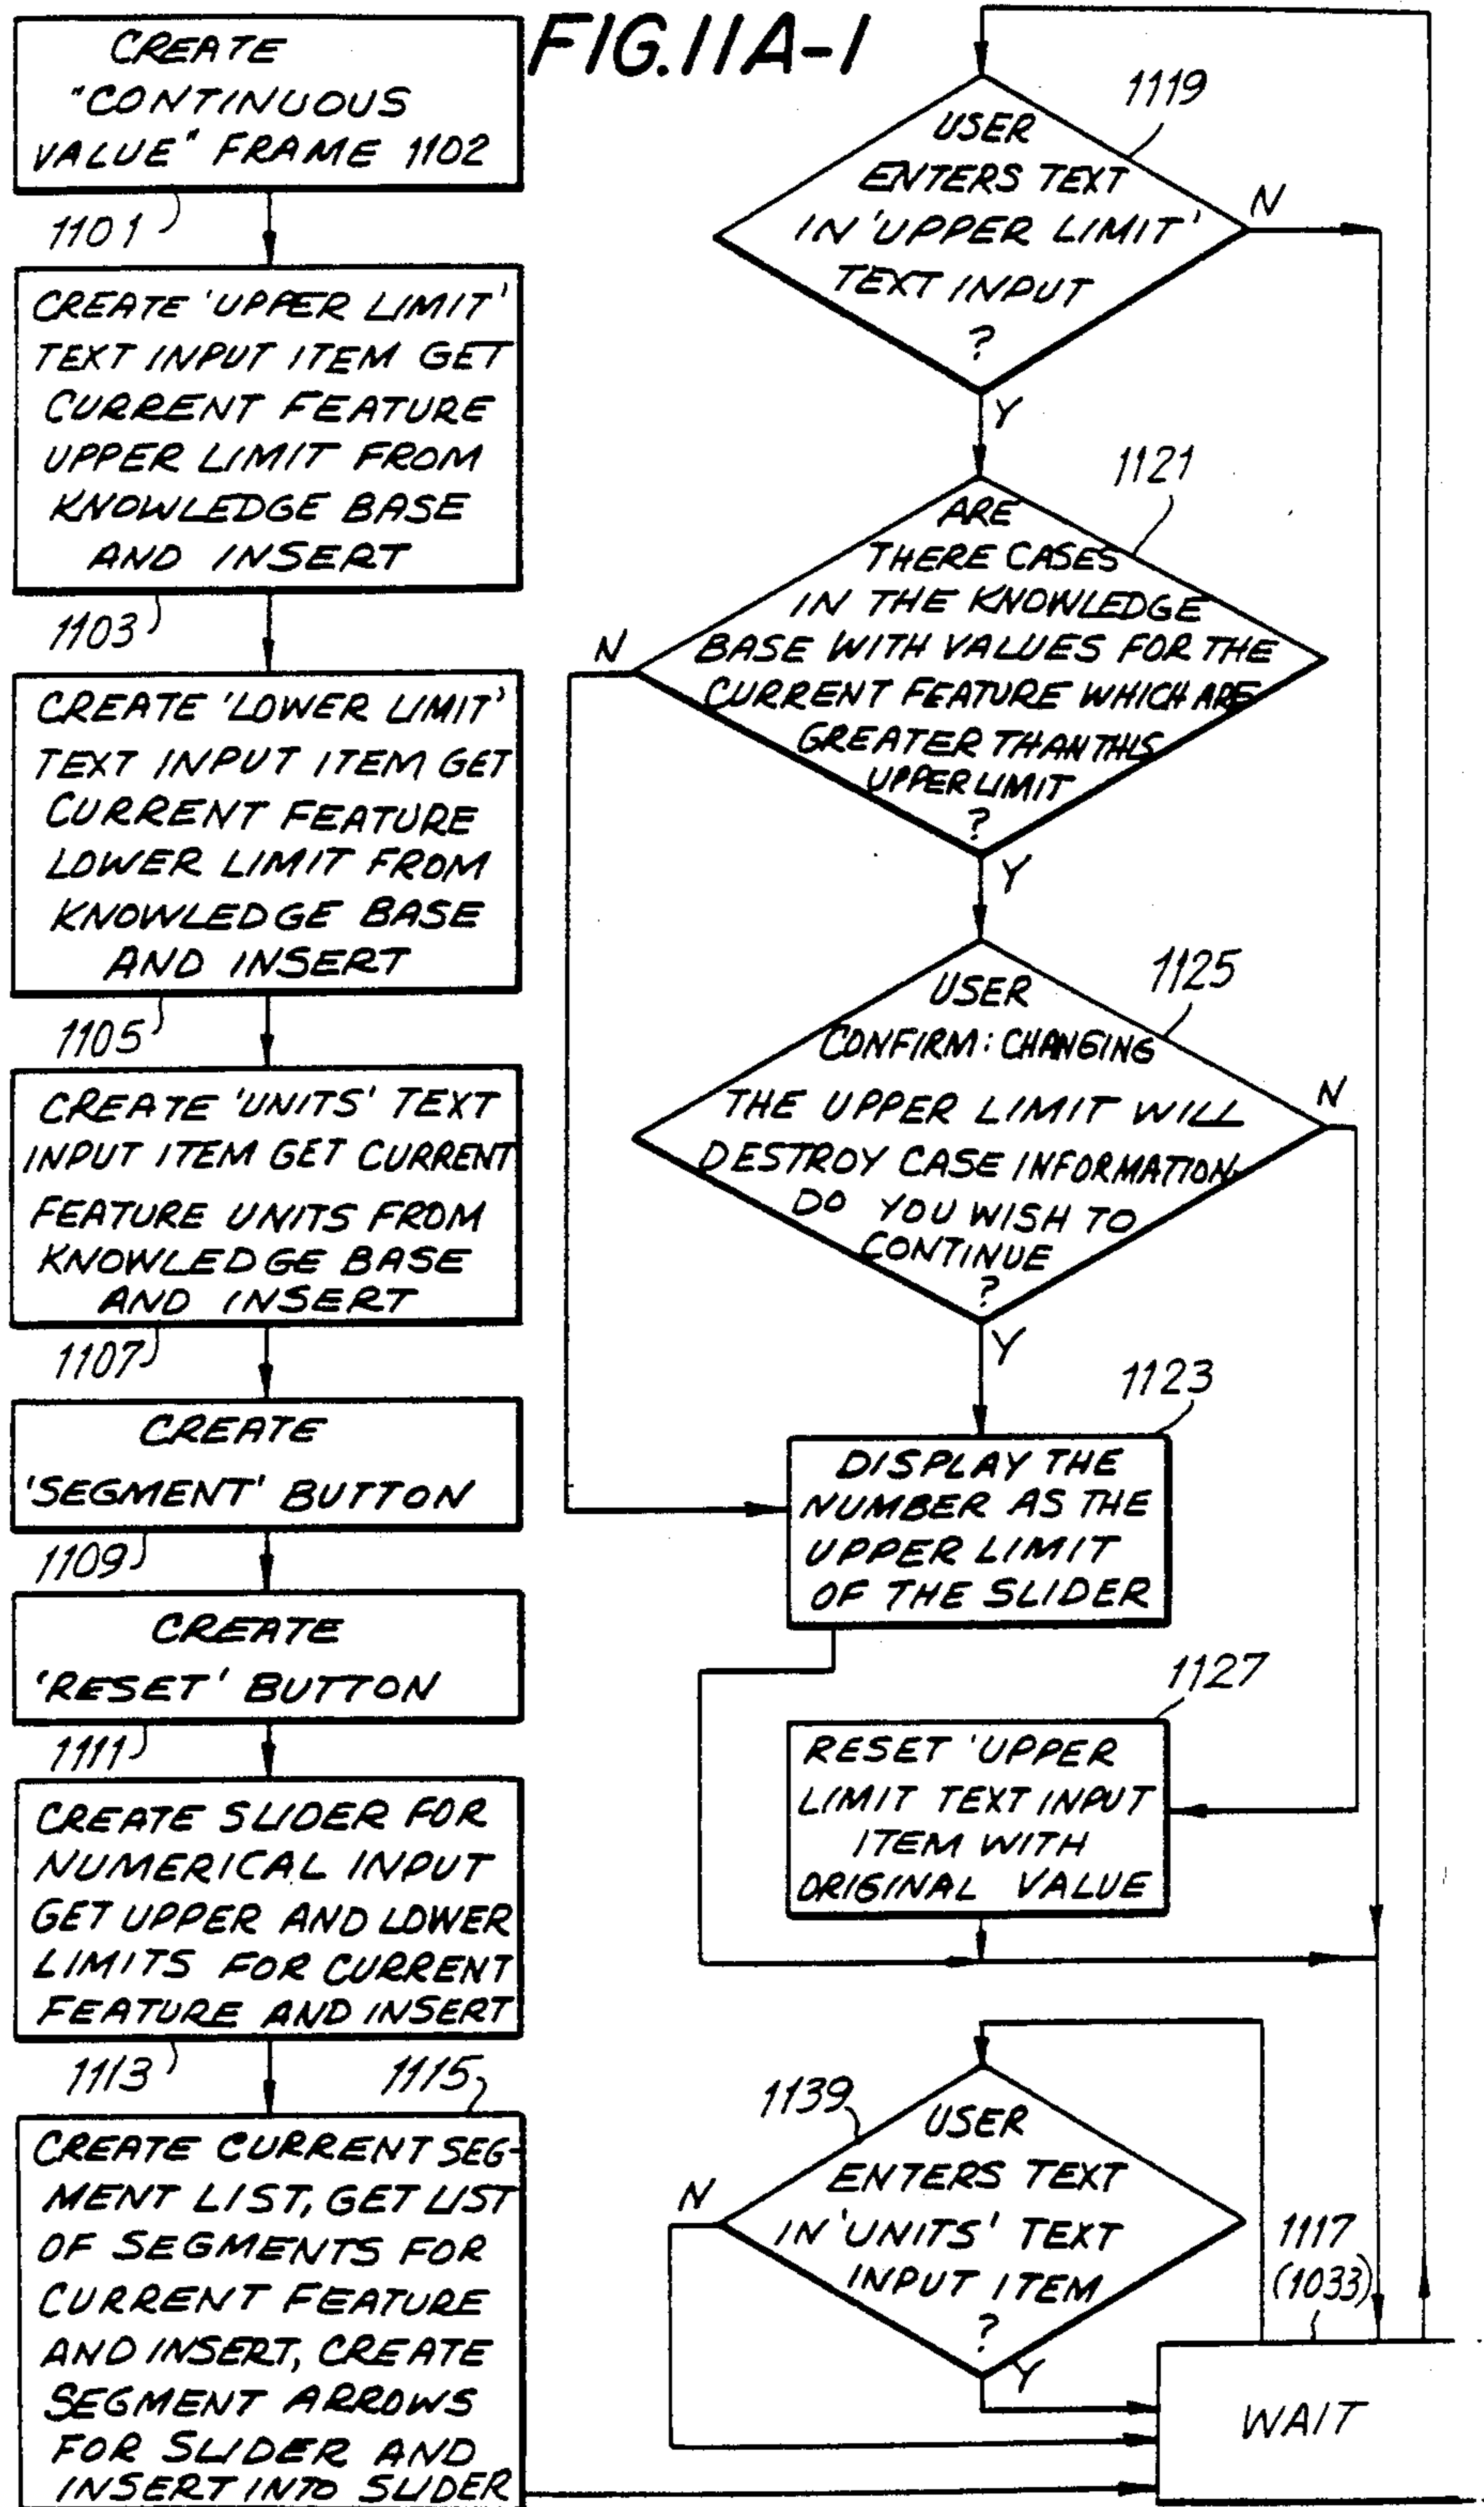 FIG. 11A-1
CREATE
"CONTINUOUS
VALUE" FRAME 1102
1101
CREATE 'UPPER LIMIT'
TEXT INPUT ITEM GET
CURRENT FEATURE
UPPER LIMIT FROM
KNOWLEDGE BASE
AND INSERT
1103
CREATE 'LOWER LIMIT'
TEXT INPUT ITEM GET
CURRENT FEATURE
LOWER LIMIT FROM
KNOWLEDGE BASE
AND INSERT
1105
CREATE 'UNITS' TEXT
INPUT ITEM GET CURRENT
FEATURE UNITS FROM
KNOWLEDGE BASE
AND INSERT
1107
CREATE
'SEGMENT' BUTTON
1109
CREATE
'RESET' BUTTON
1111
CREATE SLIDER FOR
NUMERICAL INPUT
GET UPPER AND LOWER
LIMITS FOR CURRENT
FEATURE AND INSERT
1113
1115
CREATE CURRENT SEG-
MENT LIST, GET LIST
OF SEGMENTS FOR
CURRENT FEATURE
AND INSERT, CREATE
SEGMENT ARROWS
FOR SLIDER AND
INSERT INTO SLIDER
1119
USER
ENTERS TEXT
IN 'UPPER LIMIT'
TEXT INPUT
?
N
Y
1121
ARE
THERE CASES
IN THE KNOWLEDGE
BASE WITH VALUES FOR THE
CURRENT FEATURE WHICH ARE
GREATER THAN THIS
UPPER LIMIT
?
N
Y
1125
USER
CONFIRM: CHANGING
THE UPPER LIMIT WILL
DESTROY CASE INFORMATION
DO YOU WISH TO
CONTINUE
?
N
Y
1123
DISPLAY THE
NUMBER AS THE
UPPER LIMIT
OF THE SLIDER
1127
RESET 'UPPER
LIMIT TEXT INPUT
ITEM WITH
ORIGINAL VALUE
1139
USER
ENTERS TEXT
IN 'UNITS' TEXT
INPUT ITEM
?
N
Y
1117
(1033)
WAIT